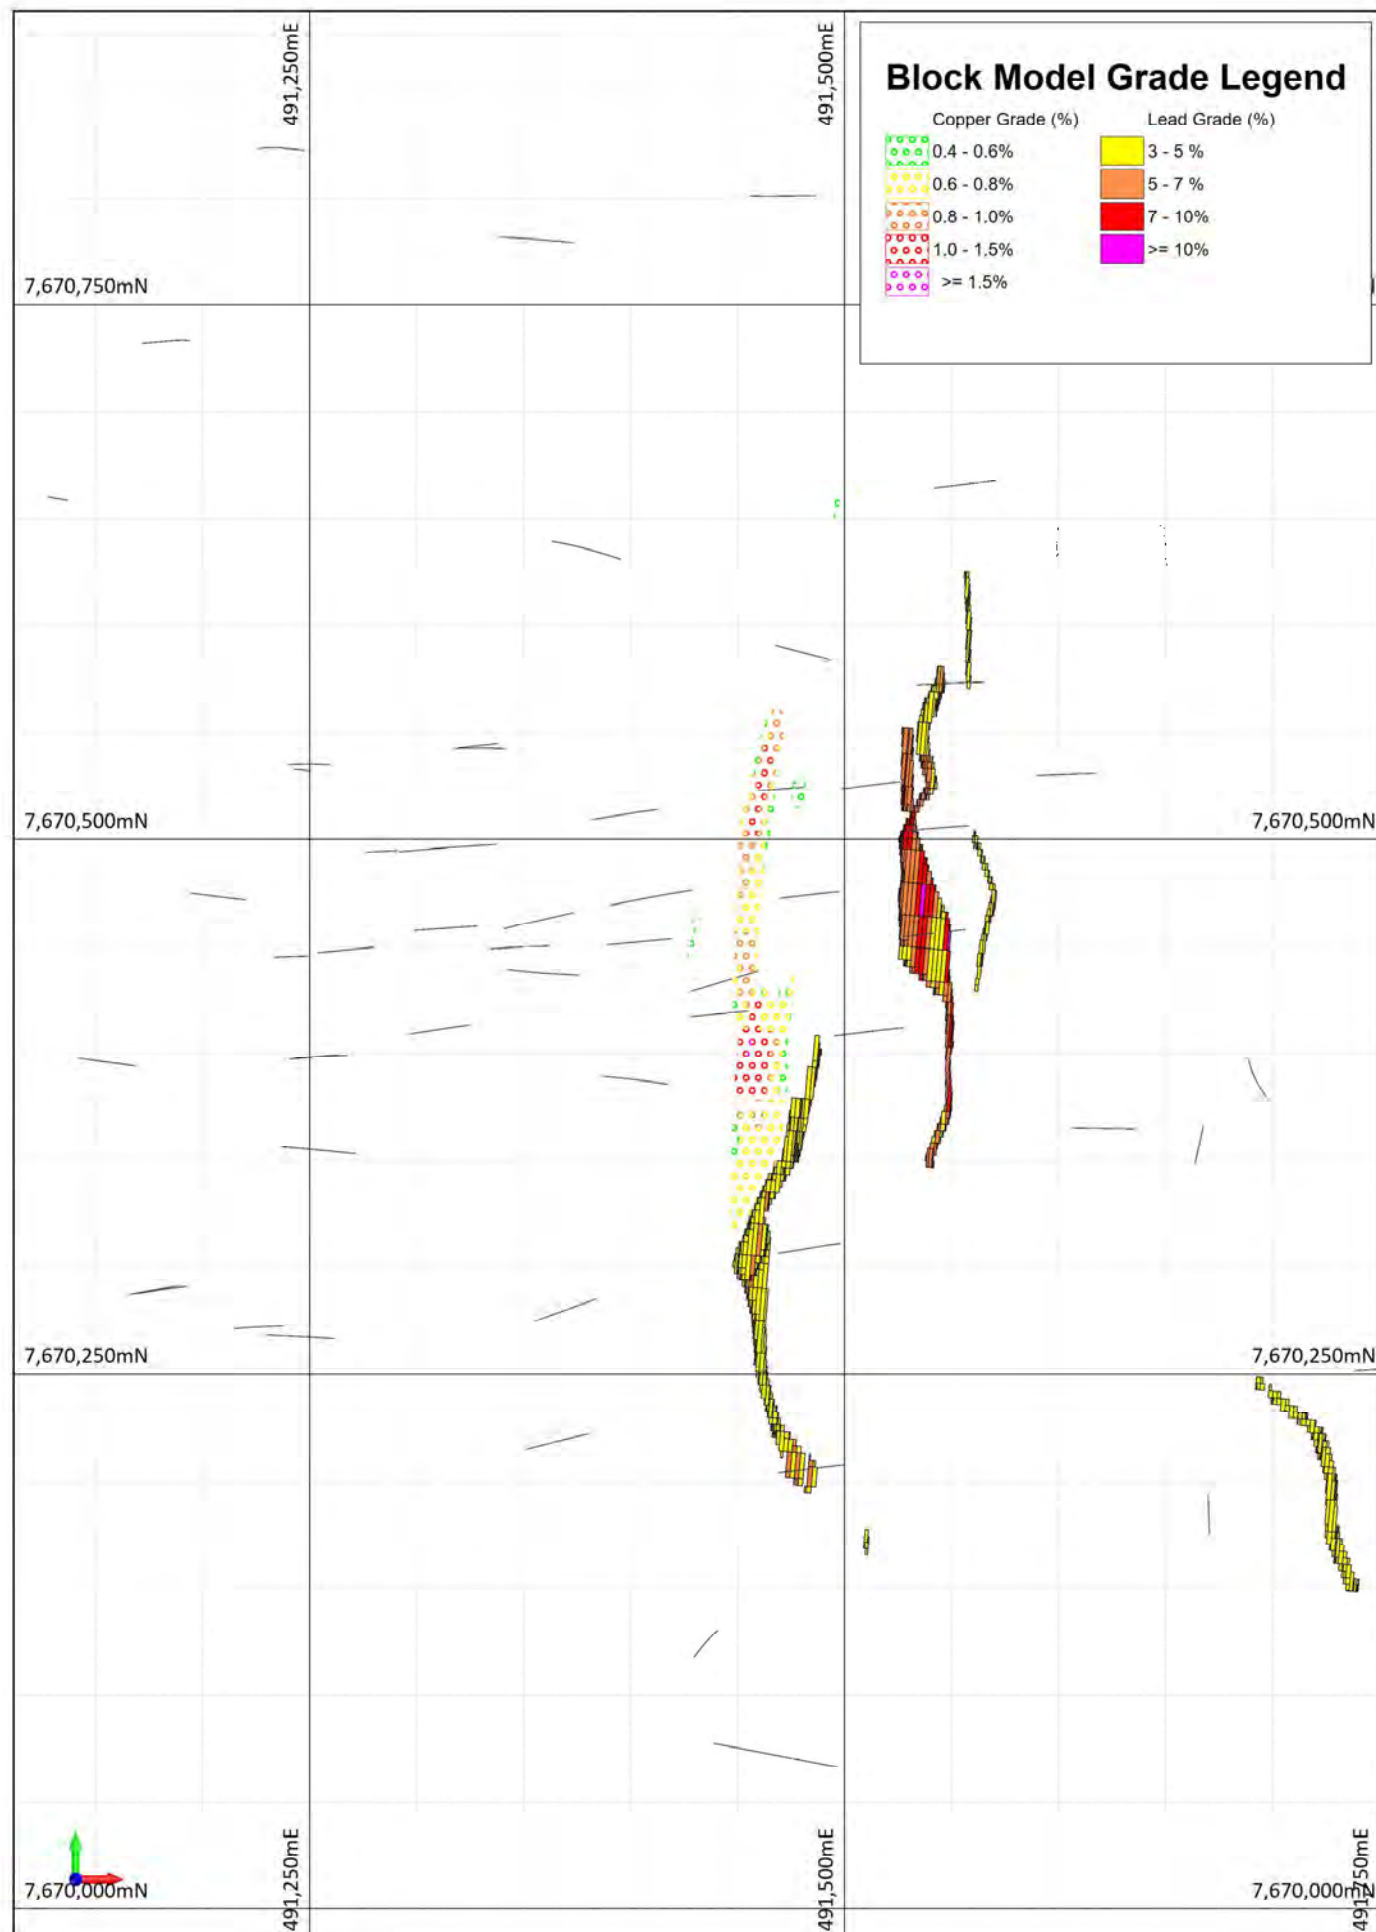 491,250mE
491,500mE
Block Model Grade Legend
Copper Grade (%) Lead Grade (%)
0.4 - 0.6% 3 - 5 %
0.6 - 0.8% 5 - 7 %
0.8 - 1.0% 7 - 10%
1.0 - 1.5% >= 10%
>= 1.5%
7,670,750mN
7,670,500mN 7,670,500mN
7,670,250mN 7,670,250mN
491,250mE
491,500mE
491,750mE
7,670,000mN 7,670,000mN